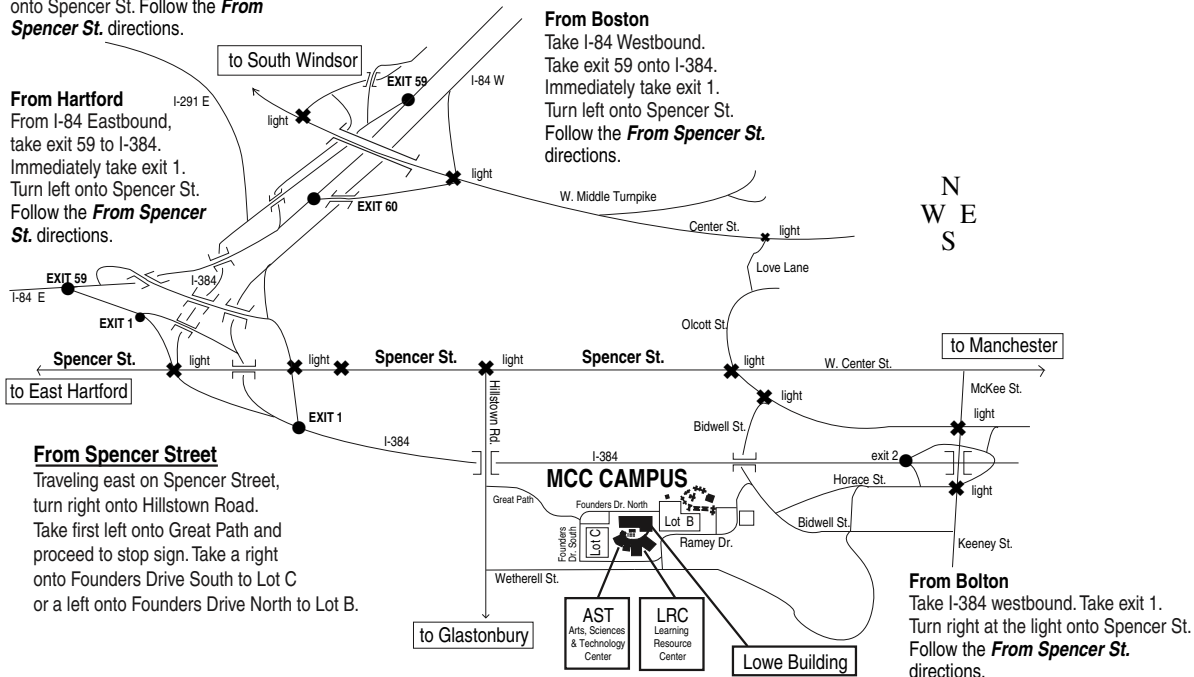 onto Spencer St. Follow the From
Spencer St. directions.
From Hartford
From I-84 Eastbound,
take exit 59 to I-384.
Immediately take exit 1.
Turn left onto Spencer St.
Follow the From Spencer
St. directions.
From Boston
Take I-84 Westbound.
Take exit 59 onto I-384.
Immediately take exit 1.
Turn left onto Spencer St.
Follow the From Spencer St.
directions.
to South Windsor
I-291 E
EXIT 59
I-84 W
light
light
EXIT 60
W. Middle Turnpike
Center St.
light
Love Lane
N
W E
S
EXIT 59
I-84 E
I-384
EXIT 1
Olcott St.
Spencer St.
light
light
Spencer St.
light
Spencer St.
light
W. Center St.
to Manchester
to East Hartford
McKee St.
Hillstown Rd.
light
Bidwell St.
light
EXIT 1
I-384
I-384
exit 2
Horace St.
light
MCC CAMPUS
Great Path
Founders Dr. North
Lot B
Founders
Dr. South
Lot C
Ramey Dr.
Bidwell St.
Keeney St.
Wetherell St.
From Spencer Street
Traveling east on Spencer Street,
turn right onto Hillstown Road.
Take first left onto Great Path and
proceed to stop sign. Take a right
onto Founders Drive South to Lot C
or a left onto Founders Drive North to Lot B.
to Glastonbury
AST
Arts, Sciences
& Technology
Center
LRC
Learning
Resource
Center
Lowe Building
From Bolton
Take I-384 westbound. Take exit 1.
Turn right at the light onto Spencer St.
Follow the From Spencer St.
directions.